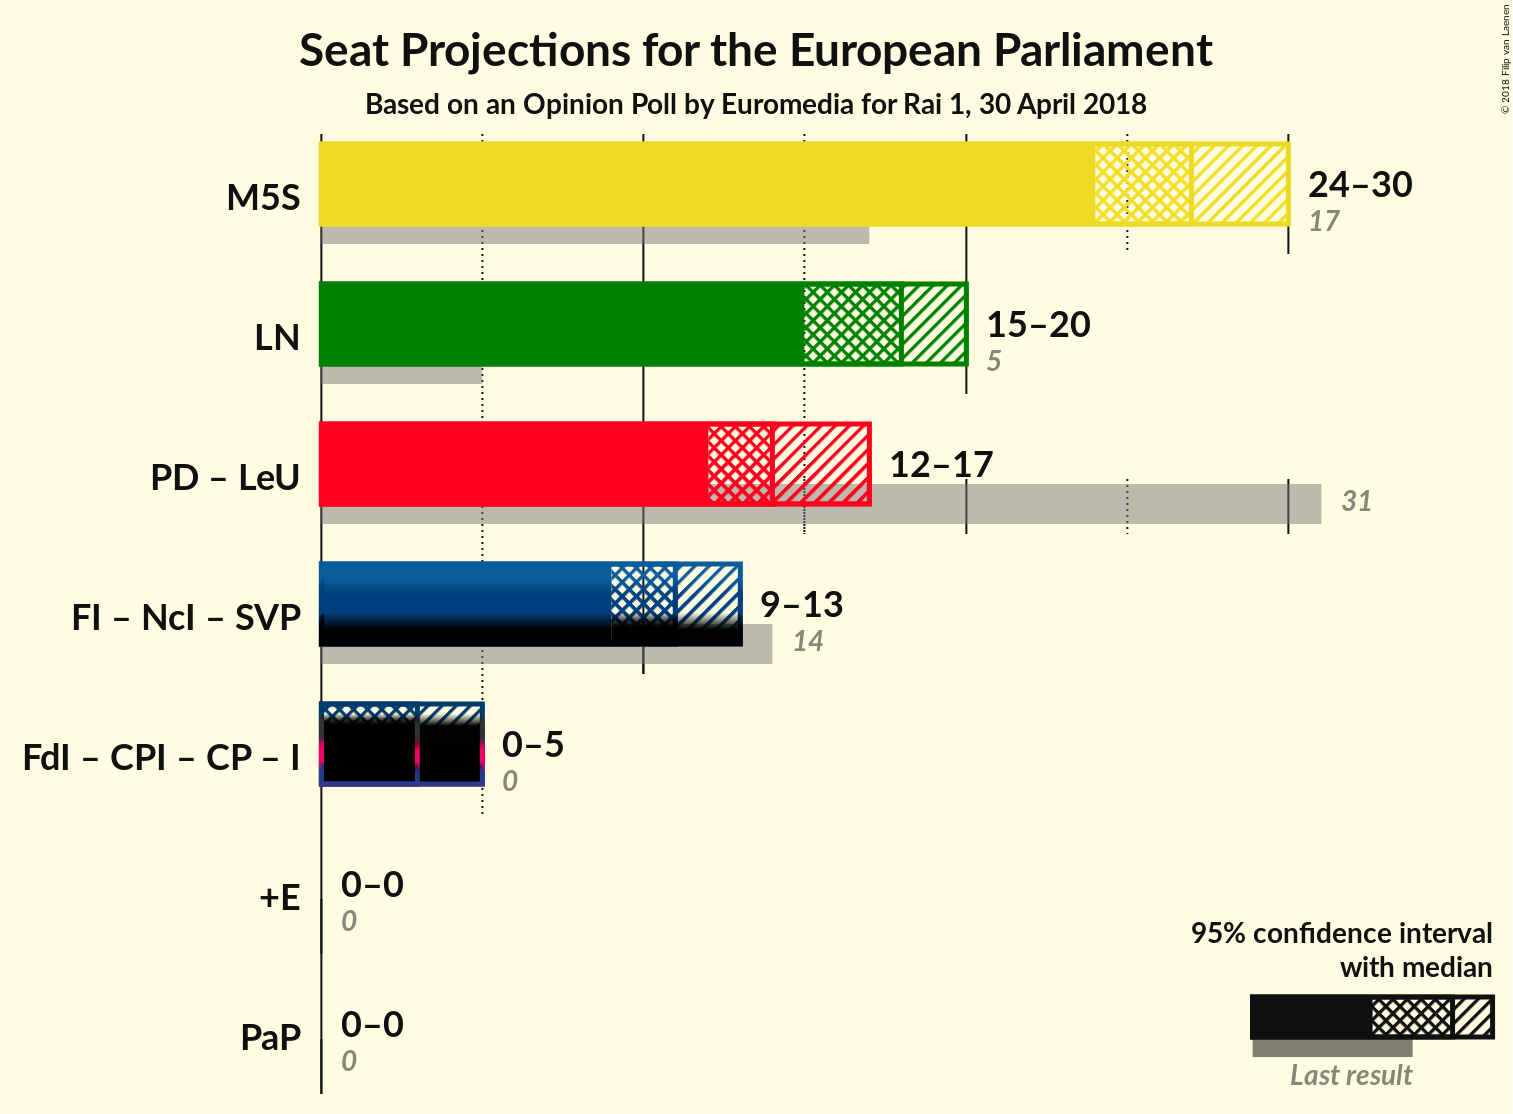 Seat Projections for the European Parliament
Based on an Opinion Poll by Euromedia for Rai 1, 30 April 2018
© 2018 Filip van Laenen
M5S
24–30
17
LN
15–20
5
PD – LeU
12–17
31
FI – NcI – SVP
9–13
14
FdI – CPI – CP – I
0–5
0
+E
0–0
0
PaP
0–0
0
95% confidence interval
with median
Last result